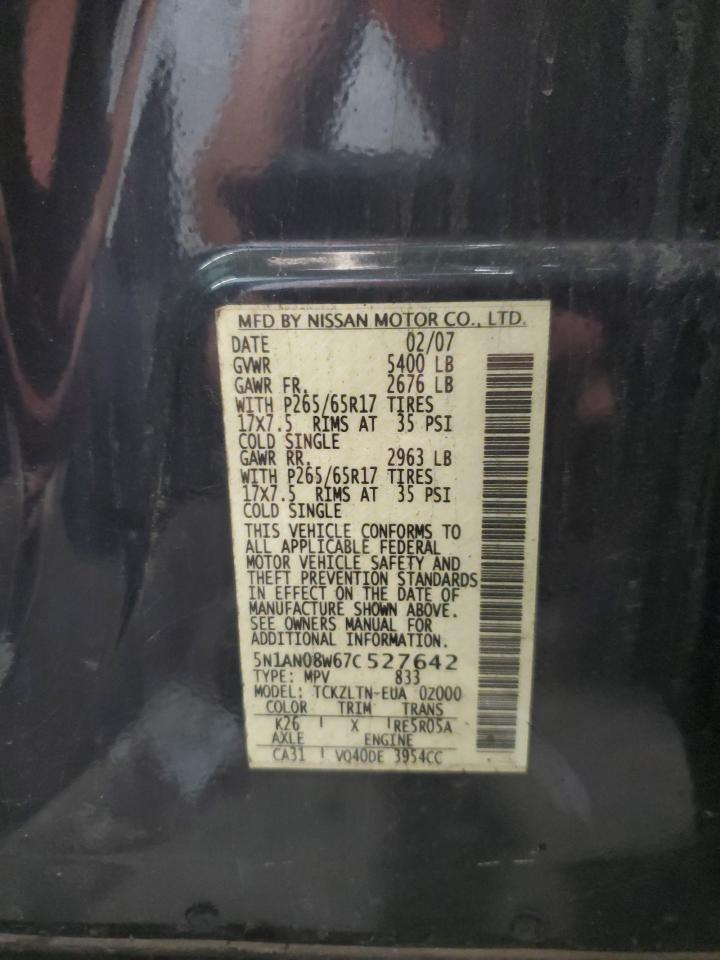 MFD BY NISSAN MOTOR CO., LTD.
DATE 02/07
GVWR 5400 LB
GAWR FR. 2676 LB
WITH P265/65R17 TIRES
17X7.5 RIMS AT 35 PSI
COLD SINGLE
GAWR RR. 2963 LB
WITH P265/65R17 TIRES
17X7.5 RIMS AT 35 PSI
COLD SINGLE
THIS VEHICLE CONFORMS TO
ALL APPLICABLE FEDERAL
MOTOR VEHICLE SAFETY AND
THEFT PREVENTION STANDARDS
IN EFFECT ON THE DATE OF
MANUFACTURE SHOWN ABOVE.
SEE OWNERS MANUAL FOR
ADDITIONAL INFORMATION.
5N1AN08W67C527642
TYPE: MPV 833
MODEL: TCKZLTN-EUA 0Z000
COLOR TRIM TRANS
K26 X RE5R05A
AXLE ENGINE
CA31 VQ40DE 3954CC